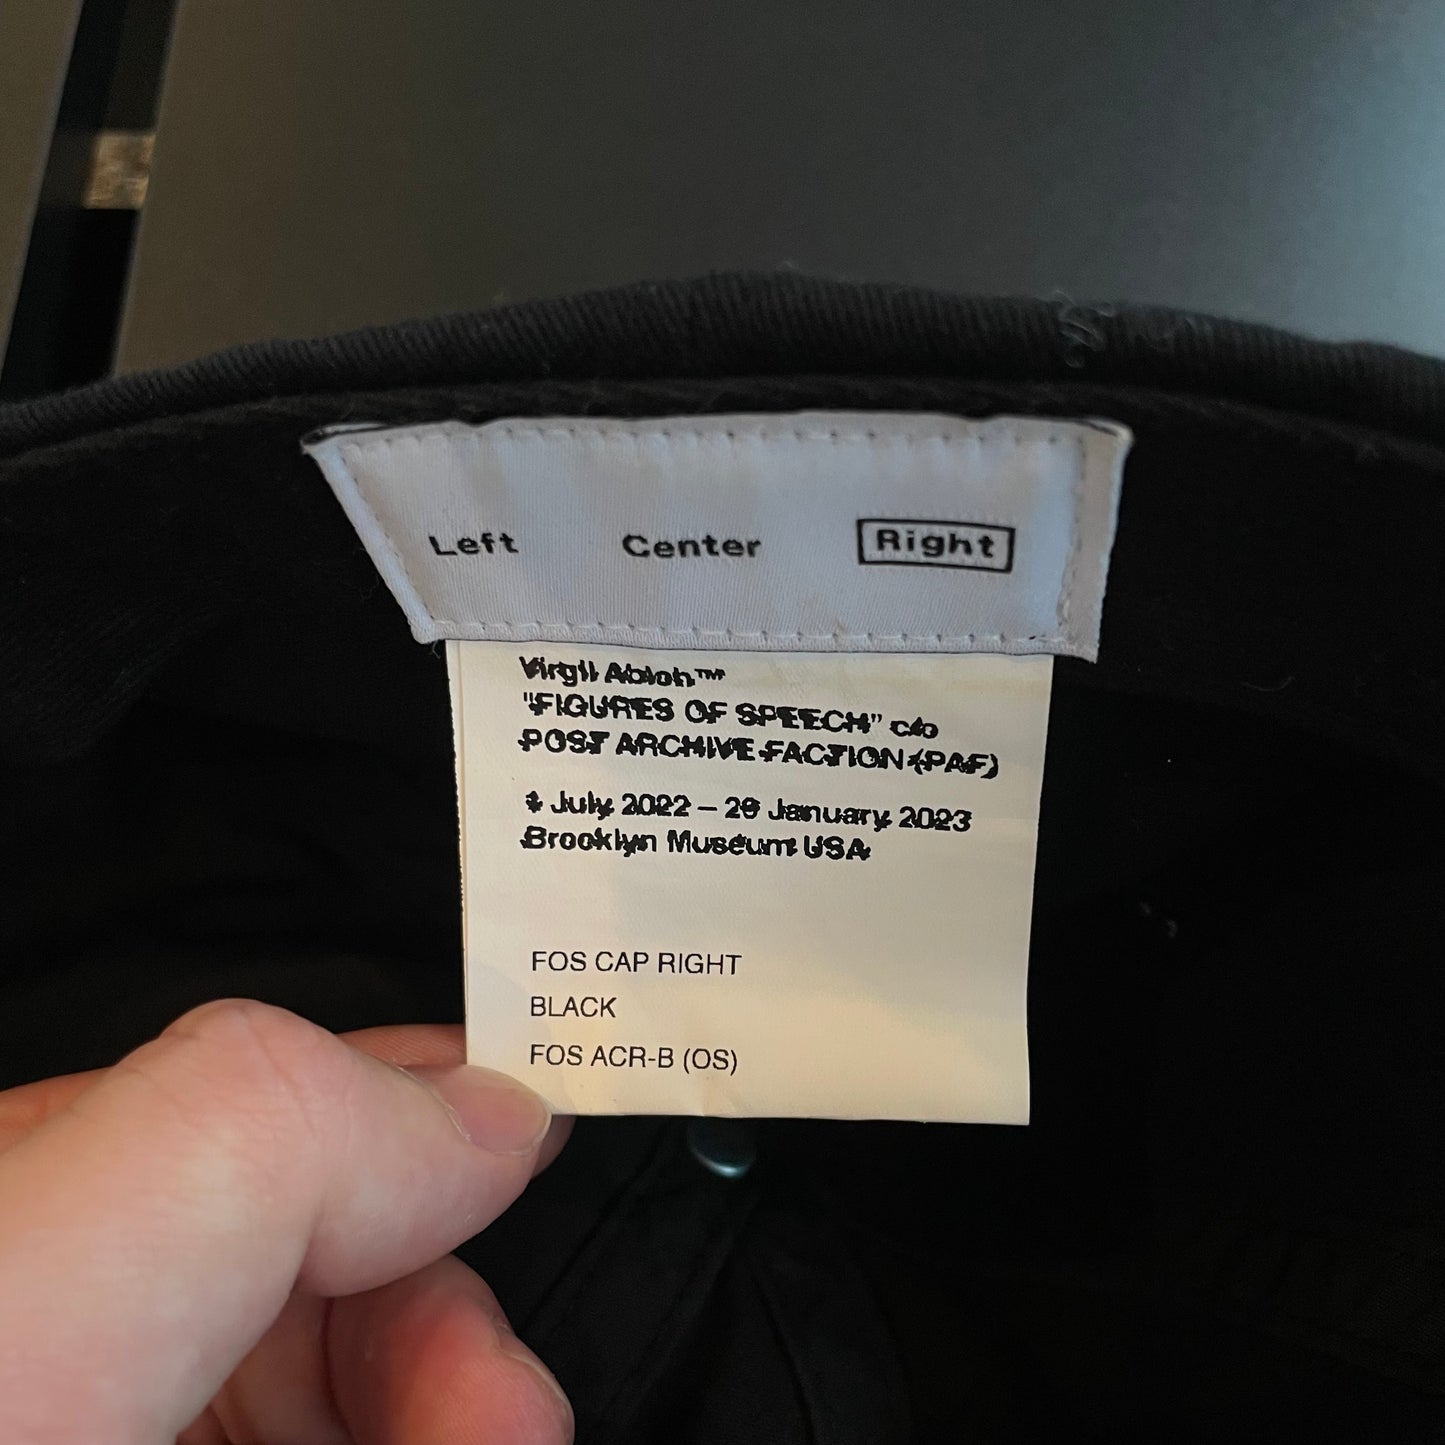 Left Center Right
Virgil Abloh™
"FIGURES OF SPEECH" c/o
POST ARCHIVE FACTION (PAF)
1 July 2022 – 29 January 2023
Brooklyn Museum USA
FOS CAP RIGHT
BLACK
FOS ACR-B (OS)